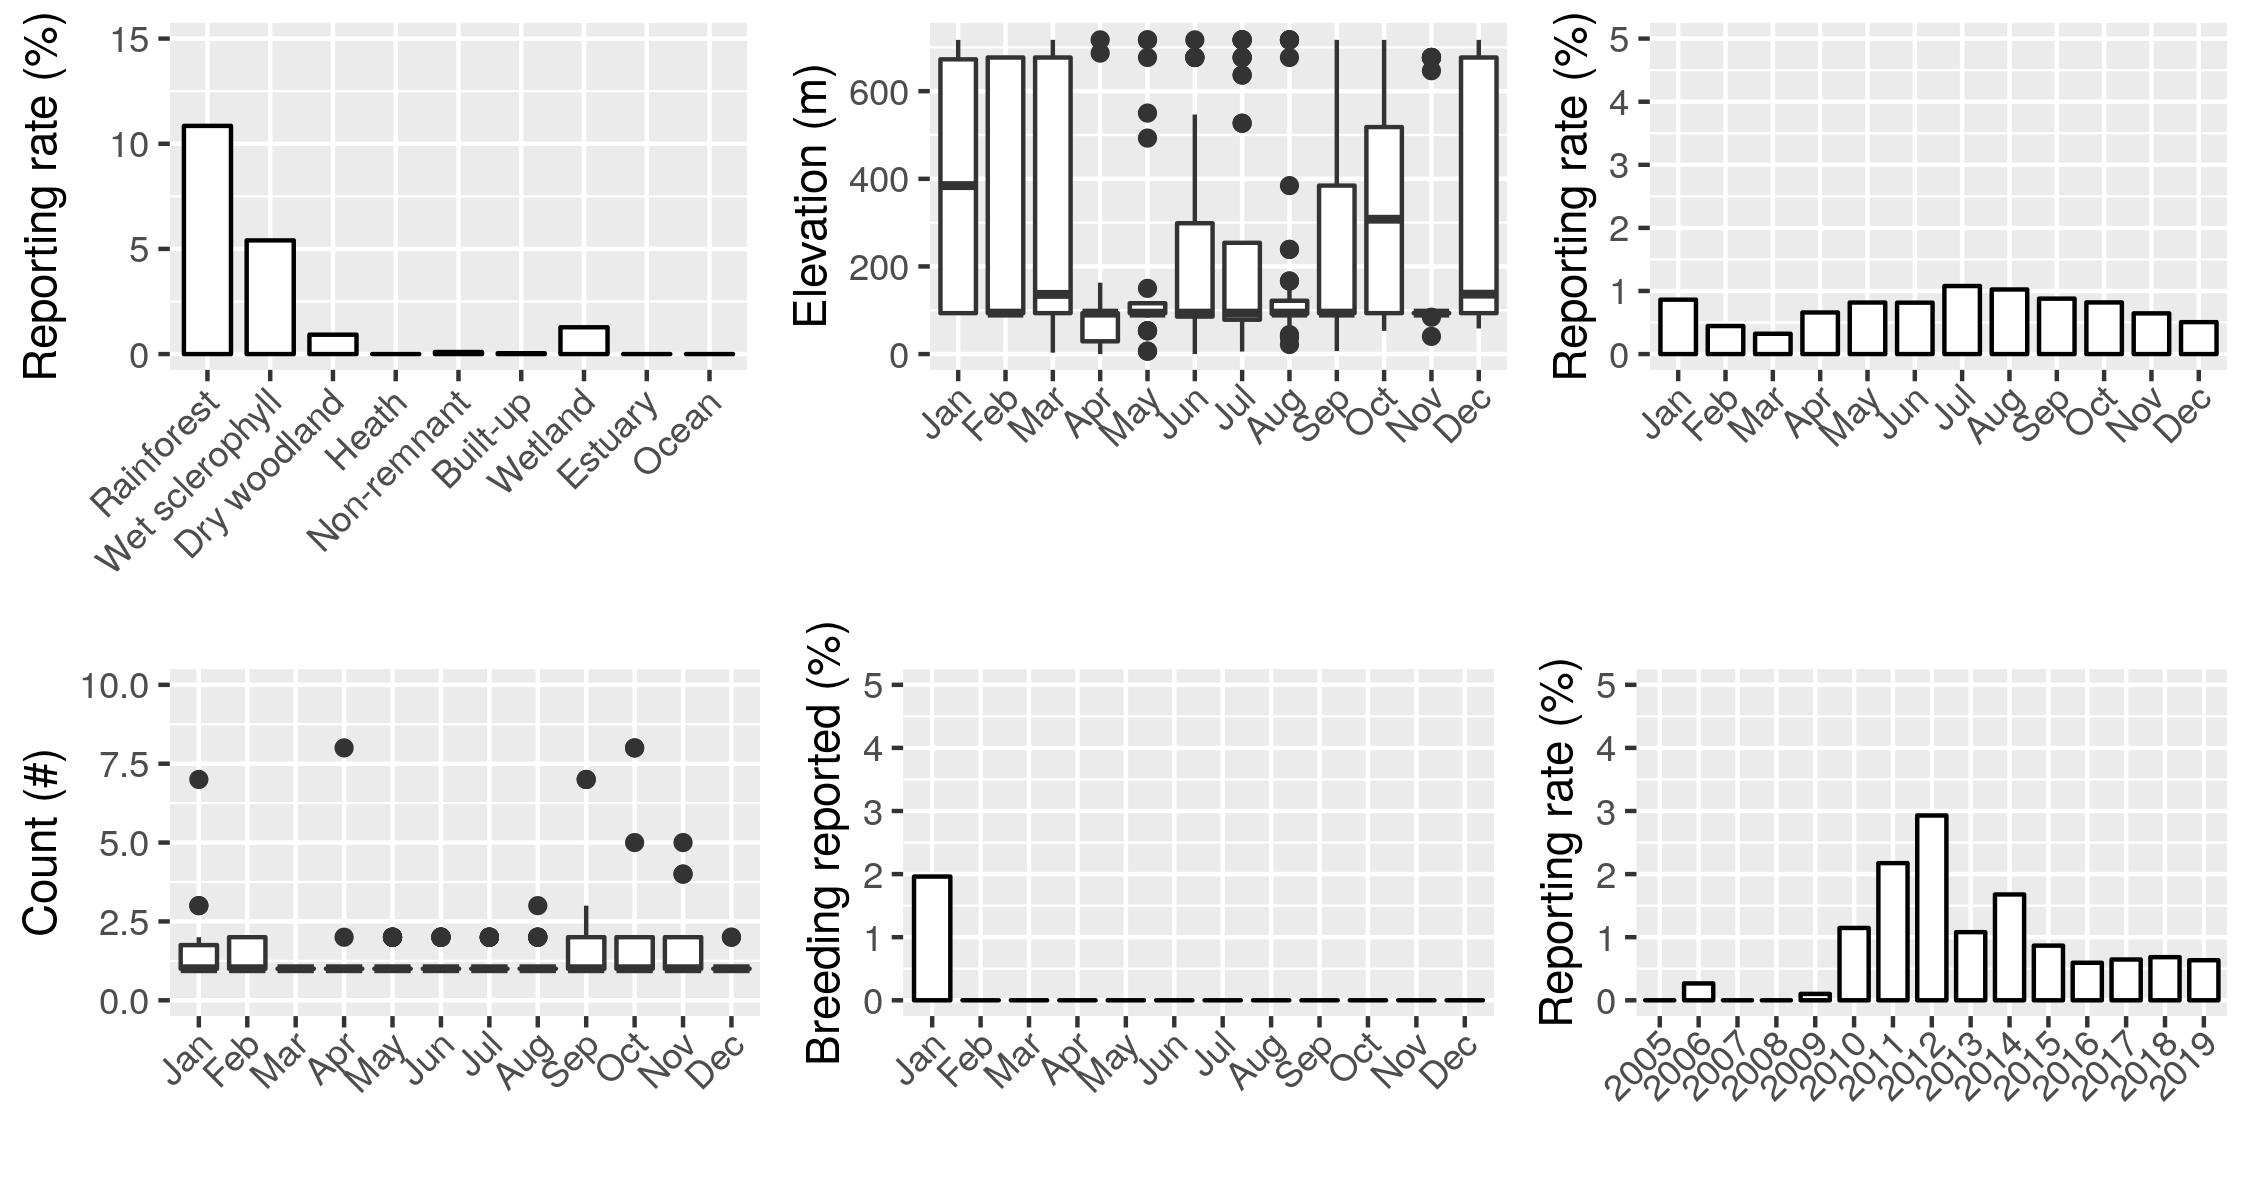 Reporting rate (%)
15
10
5
0
Rainforest
Wet sclerophyll
Dry woodland
Heath
Non-remnant
Built-up
Wetland
Estuary
Ocean
Elevation (m)
600
400
200
0
Jan
Feb
Mar
Apr
May
Jun
Jul
Aug
Sep
Oct
Nov
Dec
Reporting rate (%)
5
4
3
2
1
0
Jan
Feb
Mar
Apr
May
Jun
Jul
Aug
Sep
Oct
Nov
Dec
Count (#)
10.0
7.5
5.0
2.5
0.0
Jan
Feb
Mar
Apr
May
Jun
Jul
Aug
Sep
Oct
Nov
Dec
Breeding reported (%)
5
4
3
2
1
0
Jan
Feb
Mar
Apr
May
Jun
Jul
Aug
Sep
Oct
Nov
Dec
Reporting rate (%)
5
4
3
2
1
0
2005
2006
2007
2008
2009
2010
2011
2012
2013
2014
2015
2016
2017
2018
2019